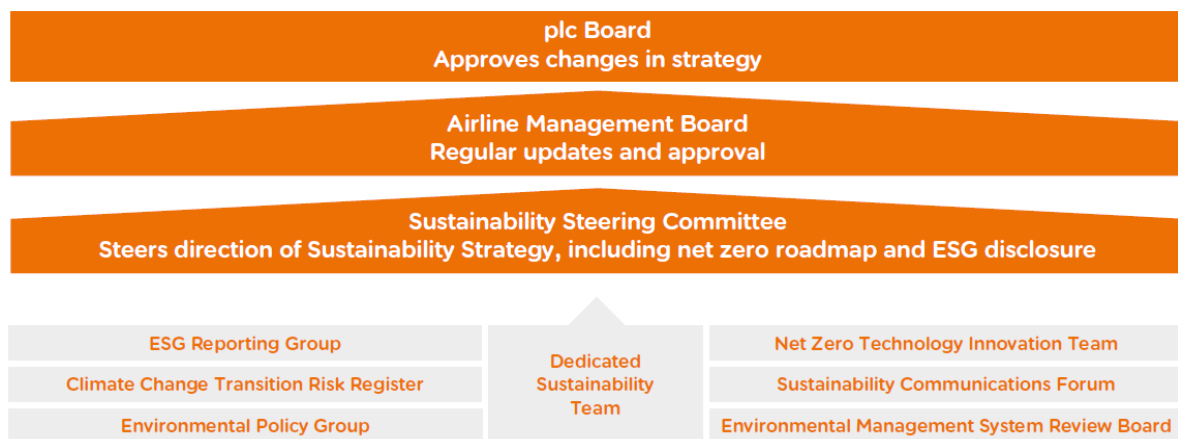 plc Board
Approves changes in strategy
Airline Management Board
Regular updates and approval
Sustainability Steering Committee
Steers direction of Sustainability Strategy, including net zero roadmap and ESG disclosure
ESG Reporting Group
Climate Change Transition Risk Register
Environmental Policy Group
Dedicated
Sustainability
Team
Net Zero Technology Innovation Team
Sustainability Communications Forum
Environmental Management System Review Board